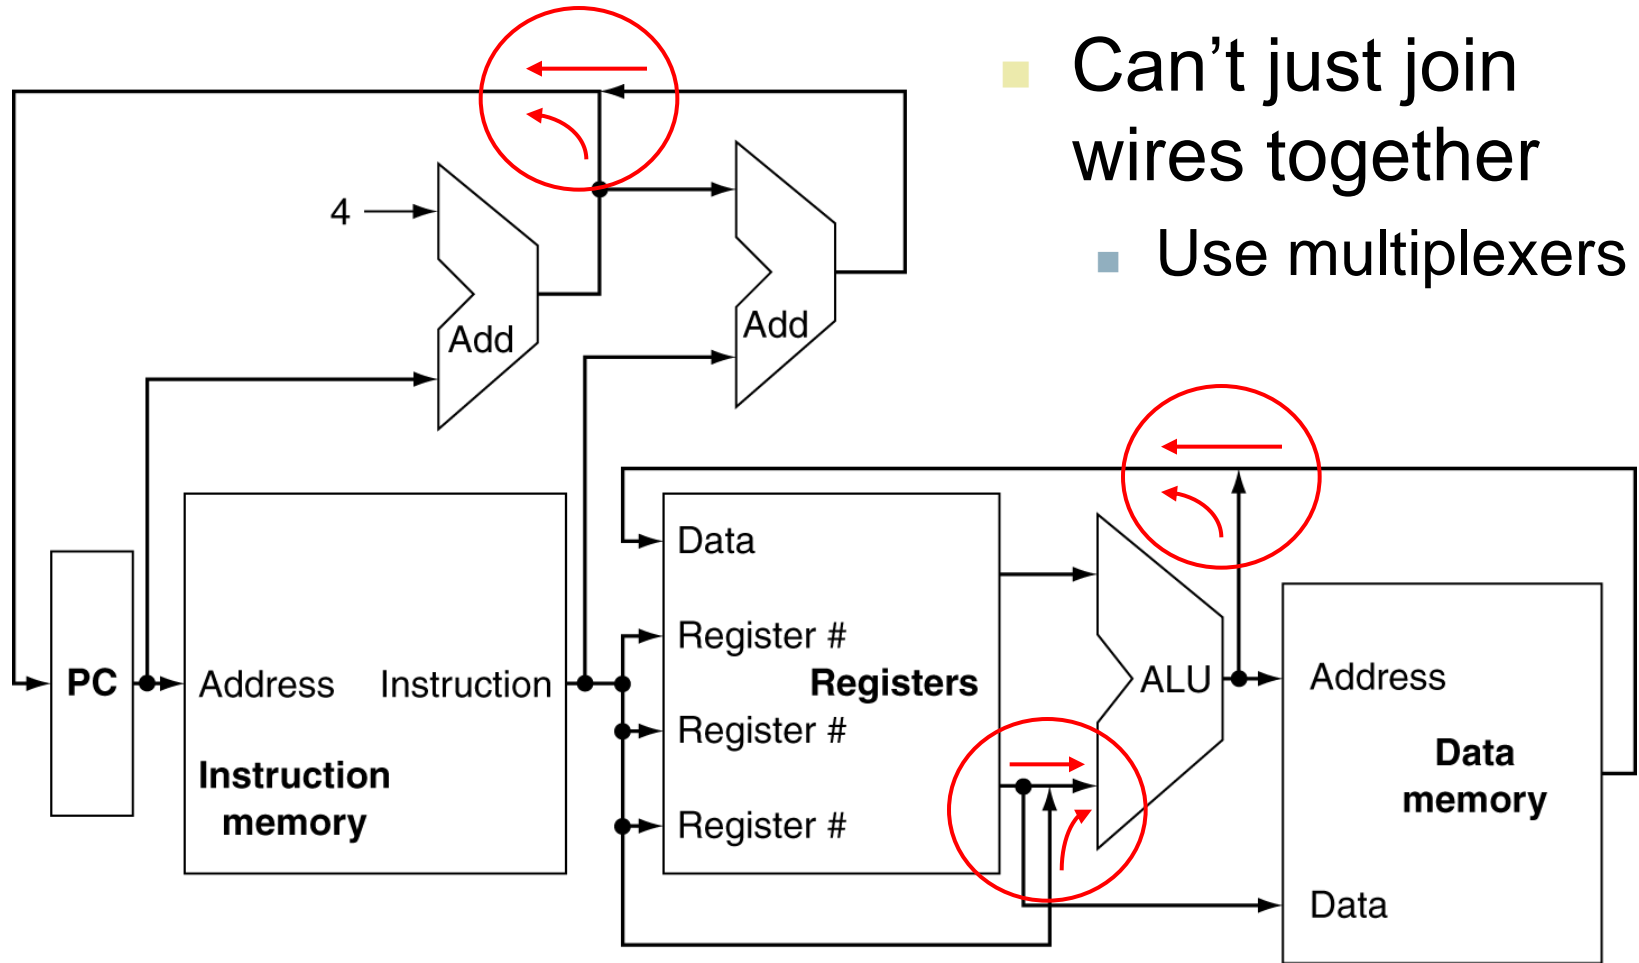 Can't just join
wires together
Use multiplexers
4
Add
Add
PC
Address
Instruction
Instruction
memory
Data
Register #
Registers
Register #
Register #
ALU
Address
Data
memory
Data